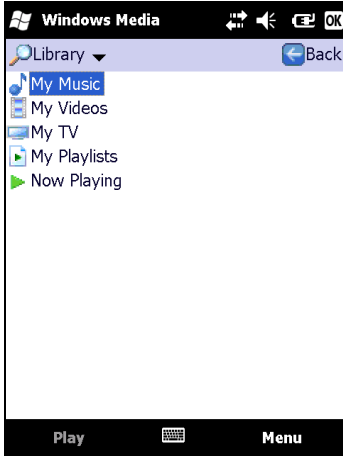 Windows Media OK
Library Back
My Music
My Videos
My TV
My Playlists
Now Playing
Play Menu